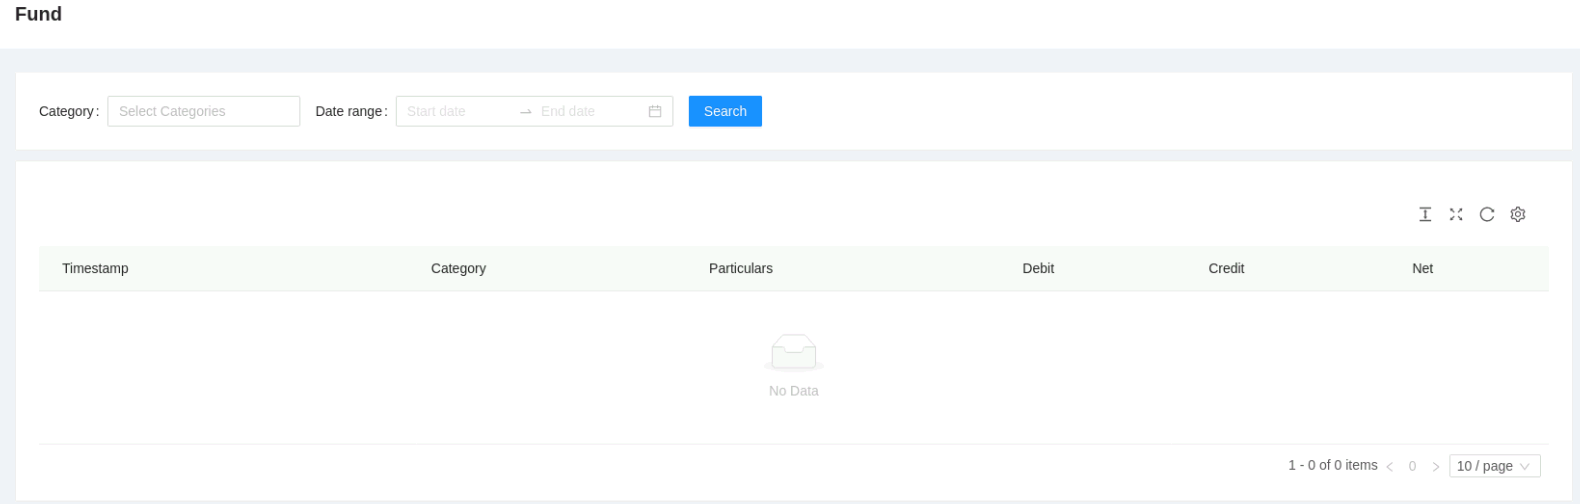 Fund
Category : Select Categories Date range : Start date End date Search
Timestamp Category Particulars Debit Credit Net
No Data
1 - 0 of 0 items 0 10 / page